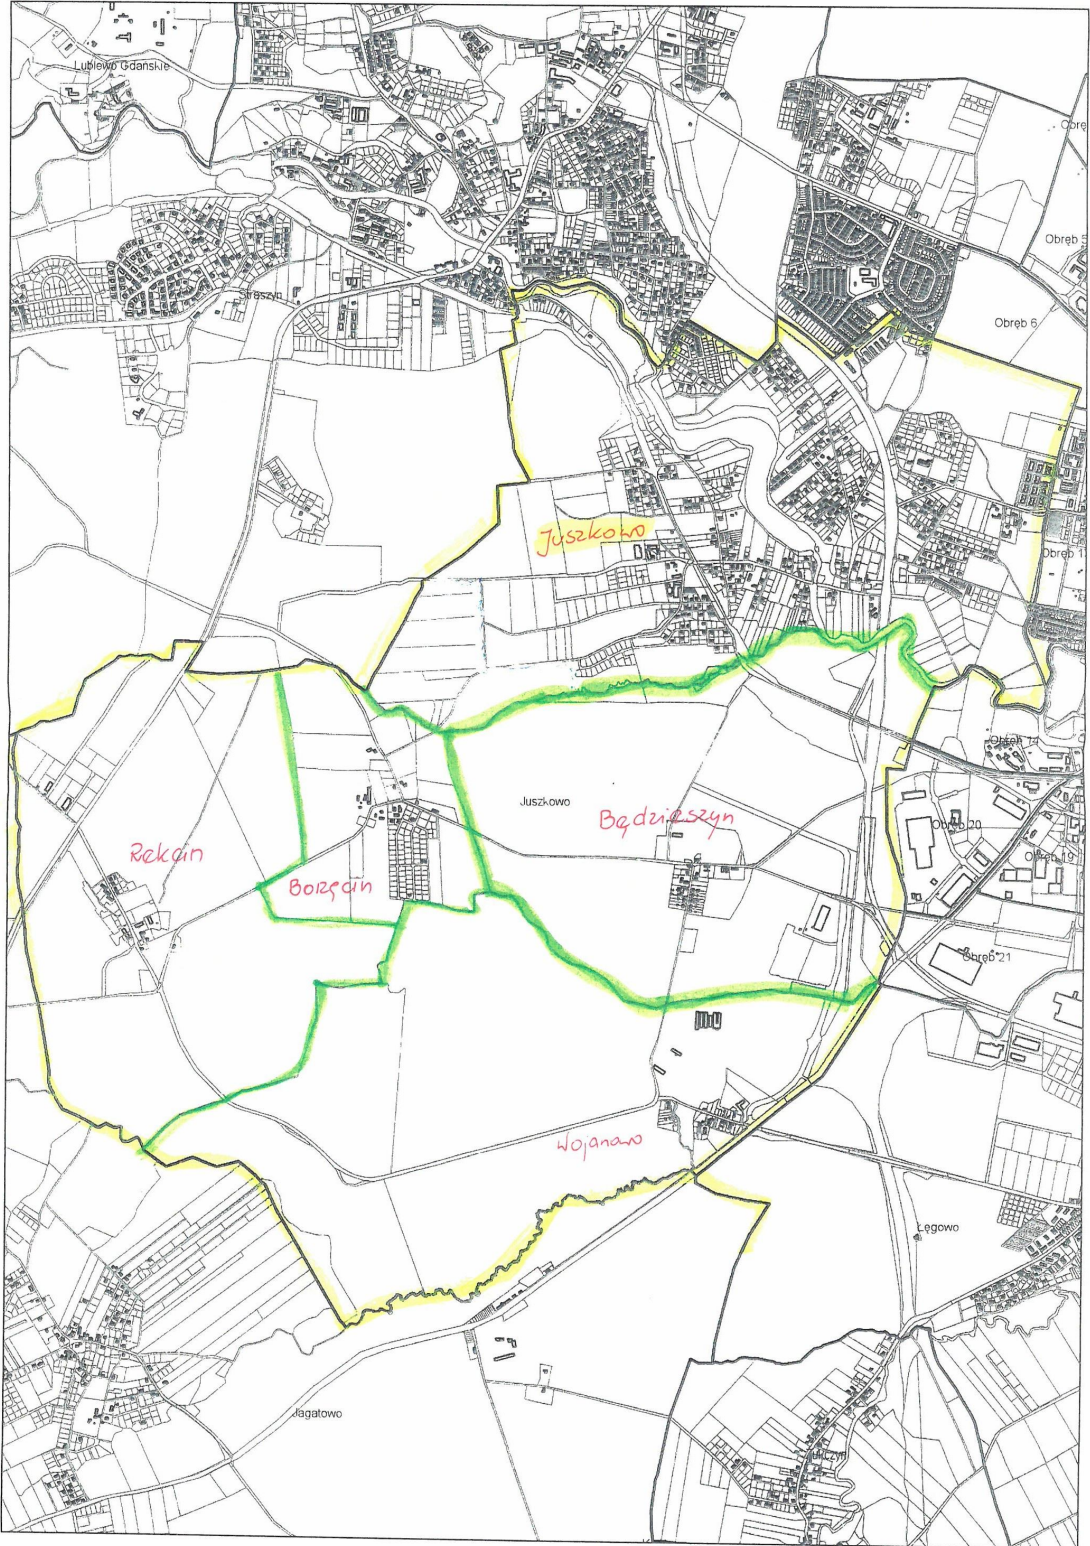 Lublewo Gdańskie
Obrę
Obręb 5
Straszyn
Obręb 6
Juszkowo
Obręb 1
Obręb 14
Juszkowo
Będzieszyn
Obręb 20
Rekcin
Obręb 19
Borzęcin
Obręb 21
Wojanowo
Łęgowo
Jagatowo